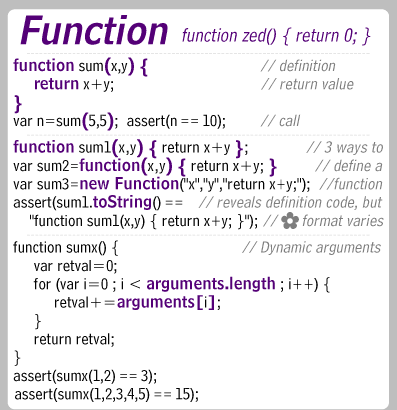 Function function zed() { return 0; }
function sum(x,y) { // definition
return x+y; // return value
}
var n=sum(5,5); assert(n == 10); // call
function sum1(x,y) { return x+y }; // 3 ways to
var sum2=function(x,y) { return x+y; } // define a
var sum3=new Function("x","y","return x+y;"); //function
assert(sum1.toString() == // reveals definition code, but
"function sum1(x,y) { return x+y; }"); // format varies
function sumx() { // Dynamic arguments
var retval=0;
for (var i=0 ; i < arguments.length ; i++) {
retval+=arguments[i];
}
return retval;
}
assert(sumx(1,2) == 3);
assert(sumx(1,2,3,4,5) == 15);